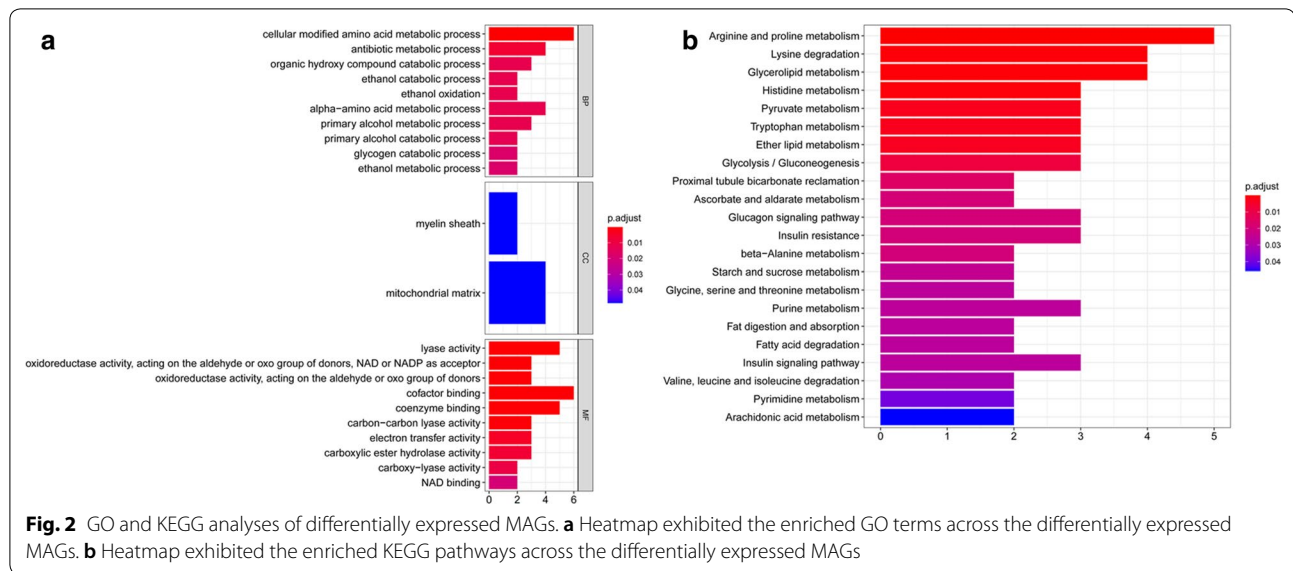 a
cellular modified amino acid metabolic process
antibiotic metabolic process
organic hydroxy compound catabolic process
ethanol catabolic process
ethanol oxidation
alpha−amino acid metabolic process
primary alcohol metabolic process
primary alcohol catabolic process
glycogen catabolic process
ethanol metabolic process
BP
myelin sheath
mitochondrial matrix
CC
lyase activity
oxidoreductase activity, acting on the aldehyde or oxo group of donors, NAD or NADP as acceptor
oxidoreductase activity, acting on the aldehyde or oxo group of donors
cofactor binding
coenzyme binding
carbon−carbon lyase activity
electron transfer activity
carboxylic ester hydrolase activity
carboxy−lyase activity
NAD binding
MF
0 2 4 6
p.adjust
0.01
0.02
0.03
0.04
b
Arginine and proline metabolism
Lysine degradation
Glycerolipid metabolism
Histidine metabolism
Pyruvate metabolism
Tryptophan metabolism
Ether lipid metabolism
Glycolysis / Gluconeogenesis
Proximal tubule bicarbonate reclamation
Ascorbate and aldarate metabolism
Glucagon signaling pathway
Insulin resistance
beta−Alanine metabolism
Starch and sucrose metabolism
Glycine, serine and threonine metabolism
Purine metabolism
Fat digestion and absorption
Fatty acid degradation
Insulin signaling pathway
Valine, leucine and isoleucine degradation
Pyrimidine metabolism
Arachidonic acid metabolism
0 1 2 3 4 5
p.adjust
0.01
0.02
0.03
0.04
Fig. 2 GO and KEGG analyses of differentially expressed MAGs. a Heatmap exhibited the enriched GO terms across the differentially expressed
MAGs. b Heatmap exhibited the enriched KEGG pathways across the differentially expressed MAGs